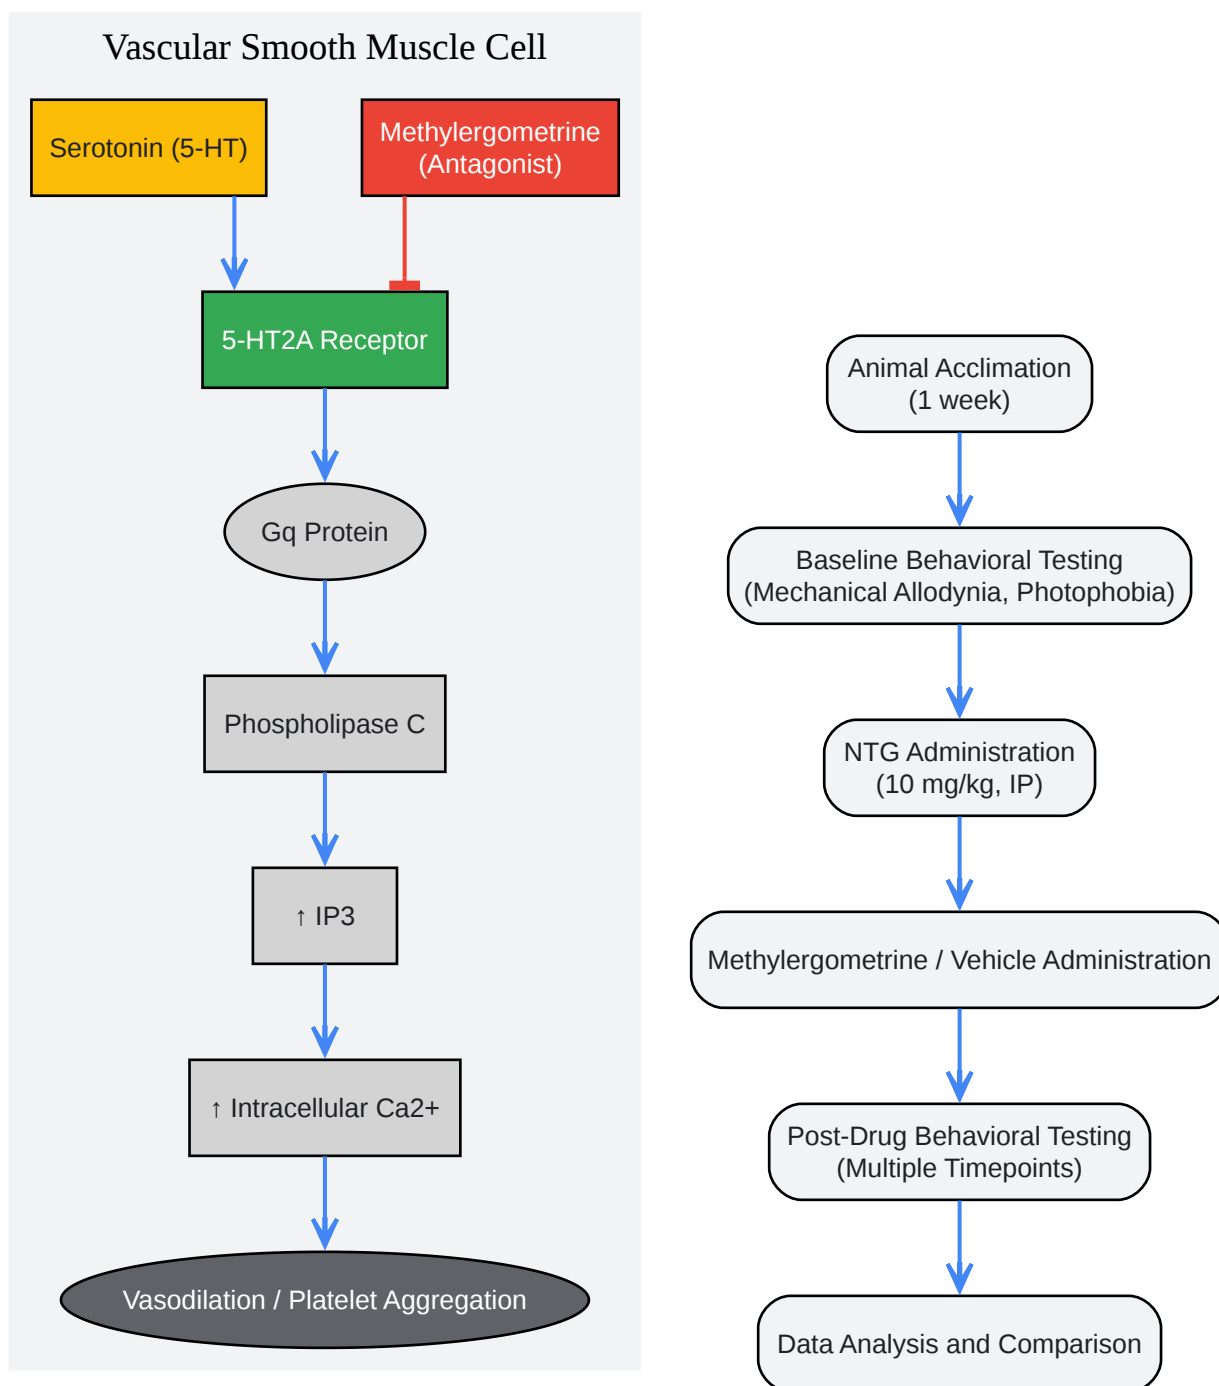 Vascular Smooth Muscle Cell
Serotonin (5-HT)
Methylergometrine
(Antagonist)
5-HT2A Receptor
Gq Protein
Phospholipase C
↑ IP3
↑ Intracellular Ca2+
Vasodilation / Platelet Aggregation
Animal Acclimation
(1 week)
Baseline Behavioral Testing
(Mechanical Allodynia, Photophobia)
NTG Administration
(10 mg/kg, IP)
Methylergometrine / Vehicle Administration
Post-Drug Behavioral Testing
(Multiple Timepoints)
Data Analysis and Comparison